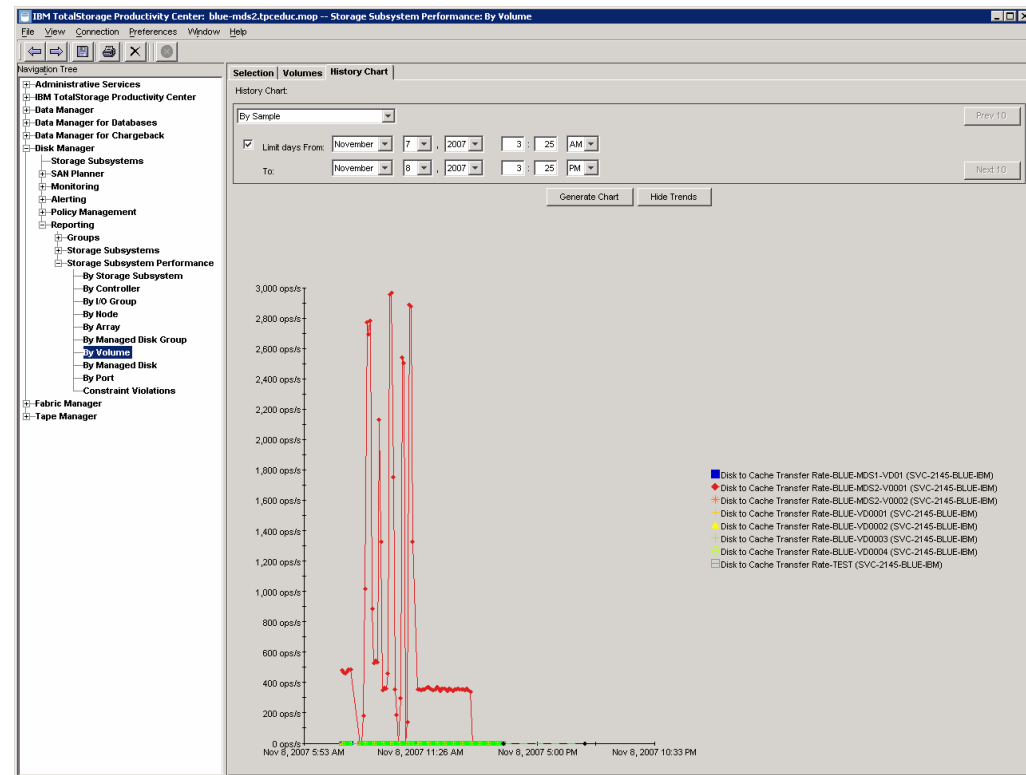 IBM TotalStorage Productivity Center: blue-mds2.tpceduc.mop -- Storage Subsystem Performance: By Volume
File View Connection Preferences Window Help
Navigation Tree
Administrative Services
IBM TotalStorage Productivity Center
Data Manager
Data Manager for Databases
Data Manager for Chargeback
Disk Manager
Storage Subsystems
SAN Planner
Monitoring
Alerting
Policy Management
Reporting
Groups
Storage Subsystems
Storage Subsystem Performance
By Storage Subsystem
By Controller
By I/O Group
By Node
By Array
By Managed Disk Group
By Volume
By Managed Disk
By Port
Constraint Violations
Fabric Manager
Tape Manager
Selection Volumes History Chart
History Chart:
By Sample
Prev 10
Limit days From: November 7 , 2007 3 : 25 AM
To: November 8 , 2007 3 : 25 PM
Next 10
Generate Chart Hide Trends
3,000 ops/s
2,800 ops/s
2,600 ops/s
2,400 ops/s
2,200 ops/s
2,000 ops/s
1,800 ops/s
1,600 ops/s
1,400 ops/s
1,200 ops/s
1,000 ops/s
800 ops/s
600 ops/s
400 ops/s
200 ops/s
0 ops/s
Nov 8, 2007 5:53 AM Nov 8, 2007 11:26 AM Nov 8, 2007 5:00 PM Nov 8, 2007 10:33 PM
Disk to Cache Transfer Rate-BLUE-MDS1-VD01 (SVC-2145-BLUE-IBM)
Disk to Cache Transfer Rate-BLUE-MDS2-V0001 (SVC-2145-BLUE-IBM)
Disk to Cache Transfer Rate-BLUE-MDS2-V0002 (SVC-2145-BLUE-IBM)
Disk to Cache Transfer Rate-BLUE-VD0001 (SVC-2145-BLUE-IBM)
Disk to Cache Transfer Rate-BLUE-VD0002 (SVC-2145-BLUE-IBM)
Disk to Cache Transfer Rate-BLUE-VD0003 (SVC-2145-BLUE-IBM)
Disk to Cache Transfer Rate-BLUE-VD0004 (SVC-2145-BLUE-IBM)
Disk to Cache Transfer Rate-TEST (SVC-2145-BLUE-IBM)